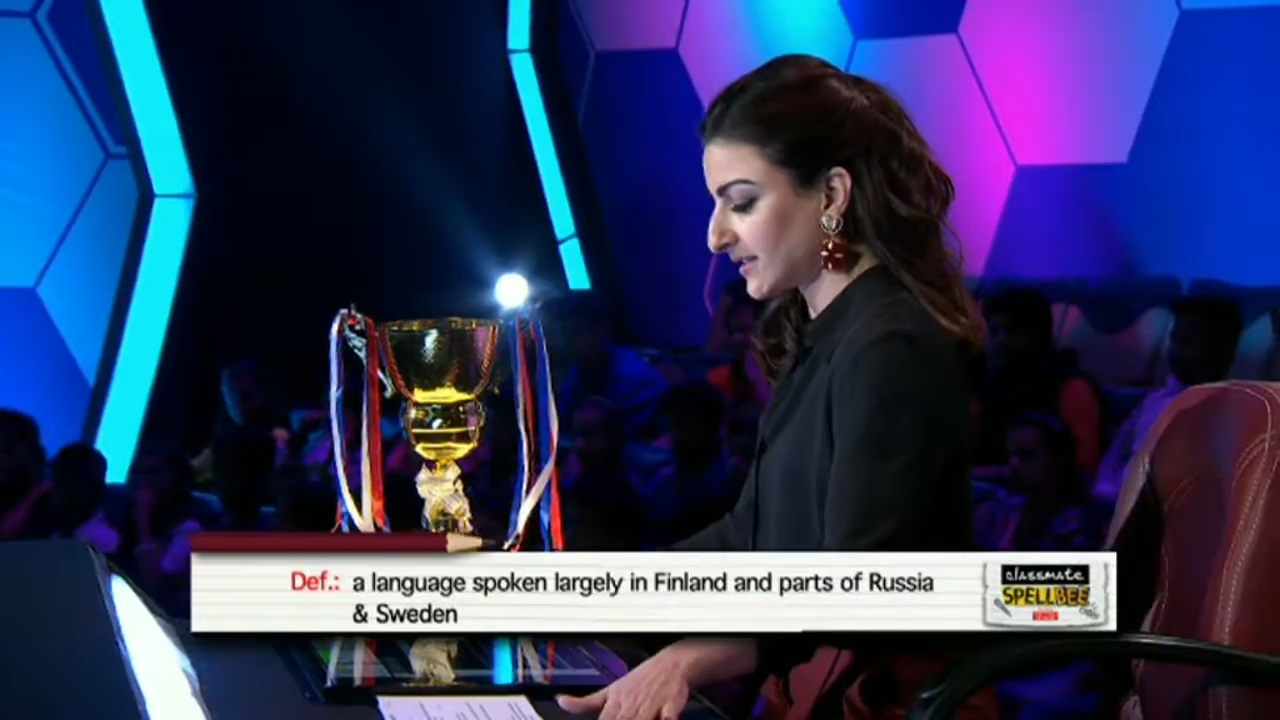 Def.: a language spoken largely in Finland and parts of Russia
& Sweden
classmate
SPELLBEE